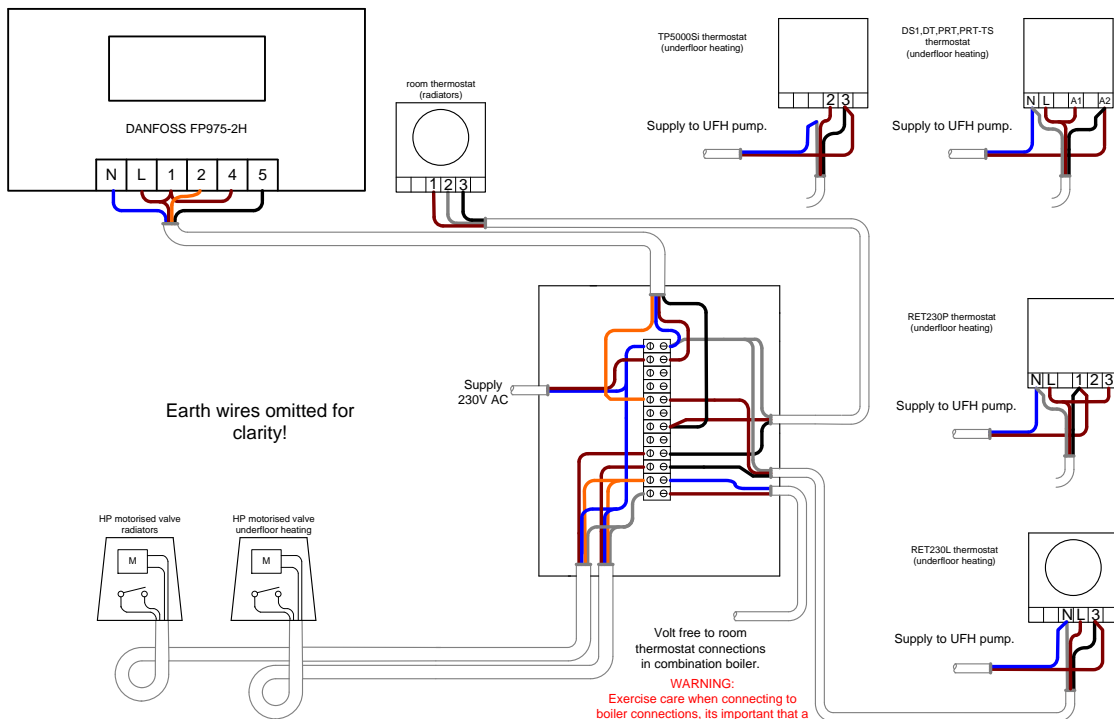 TP5000Si thermostat
(underfloor heating)
DS1,DT,PRT,PRT-TS
thermostat
(underfloor heating)
room thermostat
(radiators)
DANFOSS FP975-2H
N L 1 2 4 5
1 2 3
2 3
N L A1 A2
Supply to UFH pump.
Supply to UFH pump.
RET230P thermostat
(underfloor heating)
N L 1 2 3
Supply to UFH pump.
Supply
230V AC
Earth wires omitted for
clarity!
HP motorised valve
radiators
HP motorised valve
underfloor heating
M
M
RET230L thermostat
(underfloor heating)
N L 3
Supply to UFH pump.
Volt free to room
thermostat connections
in combination boiler.
WARNING:
Exercise care when connecting to
boiler connections, its important that a